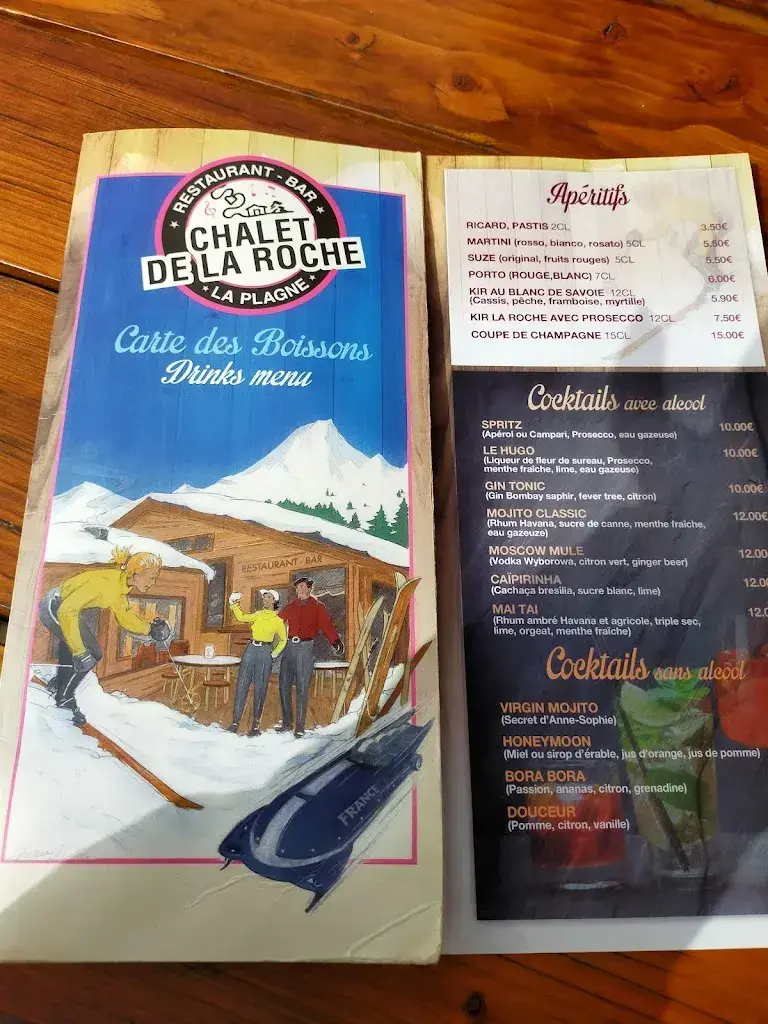 RESTAURANT - BAR
CHALET
DE LA ROCHE
LA PLAGNE
Carte des Boissons
Drinks menu
RESTAURANT - BAR
FRANCE
Apéritifs
RICARD, PASTIS 2CL 3.50€
MARTINI (rosso, bianco, rosato) 5CL 5.50€
SUZE (original, fruits rouges) 5CL 5.50€
PORTO (ROUGE,BLANC) 7CL 6.00€
KIR AU BLANC DE SAVOIE 12CL
(Cassis, pêche, framboise, myrtille) 5.90€
KIR LA ROCHE AVEC PROSECCO 12CL 7.50€
COUPE DE CHAMPAGNE 15CL 15.00€
Cocktails avec alcool
SPRITZ 10.00€
(Apérol ou Campari, Prosecco, eau gazeuse)
LE HUGO 10.00€
(Liqueur de fleur de sureau, Prosecco,
menthe fraîche, lime, eau gazeuse)
GIN TONIC 10.00€
(Gin Bombay saphir, fever tree, citron)
MOJITO CLASSIC 12.00€
(Rhum Havana, sucre de canne, menthe fraîche,
eau gazeuze)
MOSCOW MULE 12.00
(Vodka Wyborowa, citron vert, ginger beer)
CAÏPIRINHA 12.0
(Cachaça bresilia, sucre blanc, lime)
MAI TAI 12.0
(Rhum ambré Havana et agricole, triple sec,
lime, orgeat, menthe fraîche)
Cocktails sans alcool
VIRGIN MOJITO
(Secret d'Anne-Sophie)
HONEYMOON
(Miel ou sirop d'érable, jus d'orange, jus de pomme)
BORA BORA
(Passion, ananas, citron, grenadine)
DOUCEUR
(Pomme, citron, vanille)